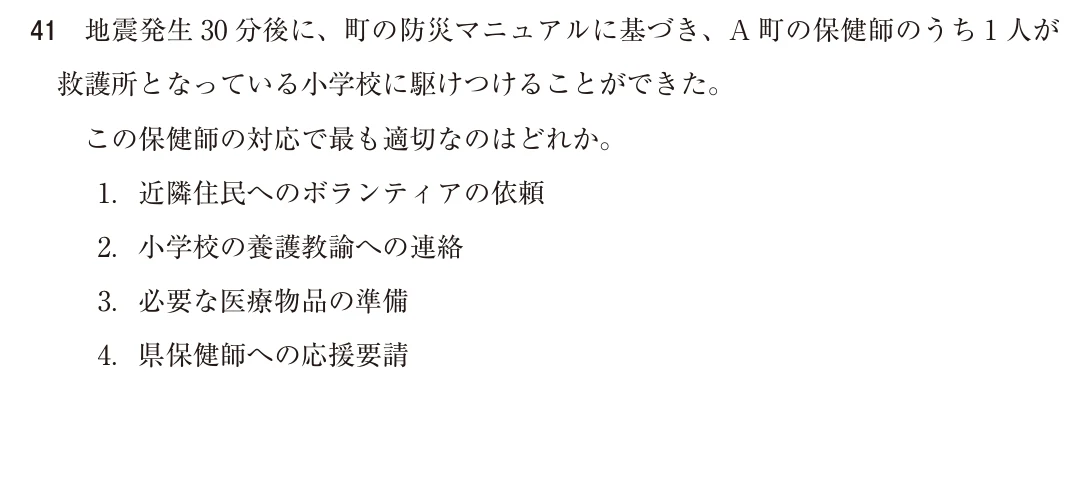 41 地震発生 30 分後に、町の防災マニュアルに基づき、A 町の保健師のうち 1 人が
救護所となっている小学校に駆けつけることができた。
この保健師の対応で最も適切なのはどれか。
1. 近隣住民へのボランティアの依頼
2. 小学校の養護教諭への連絡
3. 必要な医療物品の準備
4. 県保健師への応援要請